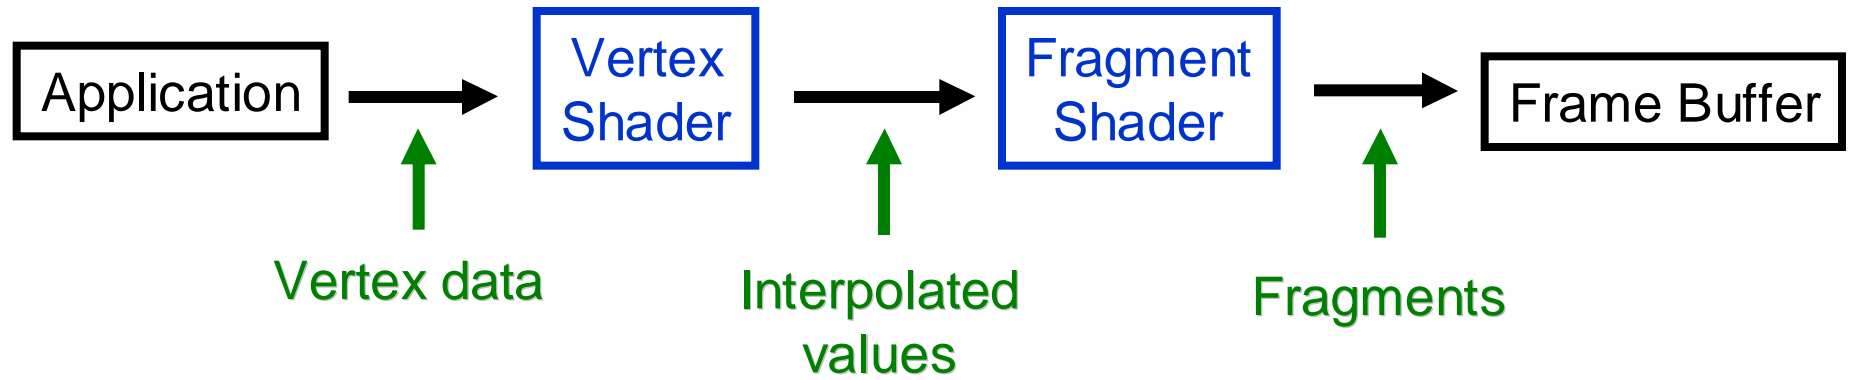 Application
Vertex
Shader
Fragment
Shader
Frame Buffer
Vertex data
Interpolated
values
Fragments